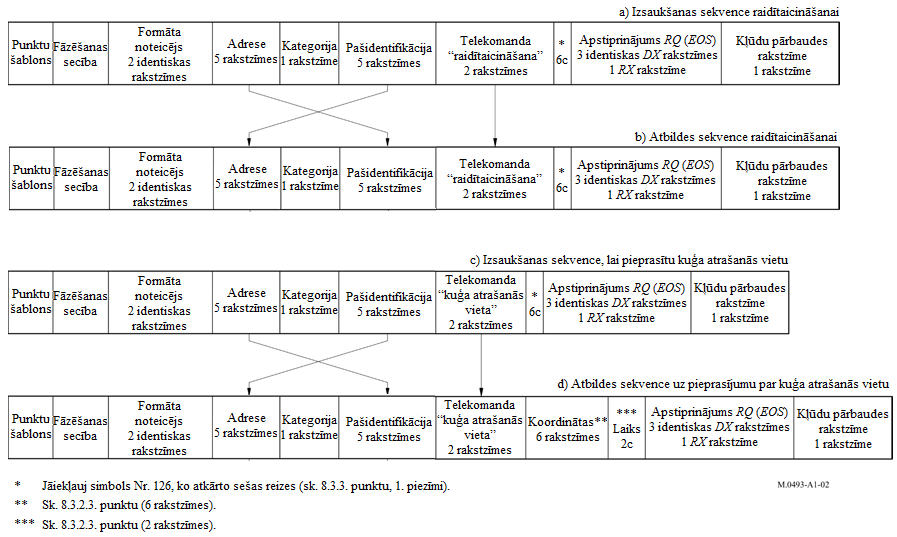 a) Izsaukšanas sekvence raidītaicināšanai
Punktu
šablons
Fāzēšanas
secība
Formāta
noteicējs
2 identiskas
rakstzīmes
Adrese
5 rakstzīmes
Kategorija
1 rakstzīme
Pašidentifikācija
5 rakstzīmes
Telekomanda
“raidītaicināšana”
2 rakstzīmes
*
6c
Apstiprinājums RQ (EOS)
3 identiskas DX rakstzīmes
1 RX rakstzīme
Kļūdu pārbaudes
rakstzīme
1 rakstzīme
b) Atbildes sekvence raidītaicināšanai
Punktu
šablons
Fāzēšanas
secība
Formāta
noteicējs
2 identiskas
rakstzīmes
Adrese
5 rakstzīmes
Kategorija
1 rakstzīme
Pašidentifikācija
5 rakstzīmes
Telekomanda
“raidītaicināšana”
2 rakstzīmes
*
6c
Apstiprinājums RQ (EOS)
3 identiskas DX rakstzīmes
1 RX rakstzīme
Kļūdu pārbaudes
rakstzīme
1 rakstzīme
c) Izsaukšanas sekvence, lai pieprasītu kuģa atrašanās vietu
Punktu
šablons
Fāzēšanas
secība
Formāta
noteicējs
2 identiskas
rakstzīmes
Adrese
5 rakstzīmes
Kategorija
1 rakstzīme
Pašidentifikācija
5 rakstzīmes
Telekomanda
“kuģa atrašanās
vieta”
2 rakstzīmes
*
6c
Apstiprinājums RQ (EOS)
3 identiskas DX rakstzīmes
1 RX rakstzīme
Kļūdu pārbaudes
rakstzīme
1 rakstzīme
d) Atbildes sekvence uz pieprasījumu par kuģa atrašanās vietu
Punktu
šablons
Fāzēšanas
secība
Formāta
noteicējs
2 identiskas
rakstzīmes
Adrese
5 rakstzīmes
Kategorija
1 rakstzīme
Pašidentifikācija
5 rakstzīmes
Telekomanda
“kuģa atrašanās
vieta”
2 rakstzīmes
Koordinātas**
6 rakstzīmes
***
Laiks
2c
Apstiprinājums RQ (EOS)
3 identiskas DX rakstzīmes
1 RX rakstzīme
Kļūdu pārbaudes
rakstzīme
1 rakstzīme
* Jāiekļauj simbols Nr. 126, ko atkārto sešas reizes (sk. 8.3.3. punktu, 1. piezīmi).
M.0493-A1-02
** Sk. 8.3.2.3. punktu (6 rakstzīmes).
*** Sk. 8.3.2.3. punktu (2 rakstzīmes).